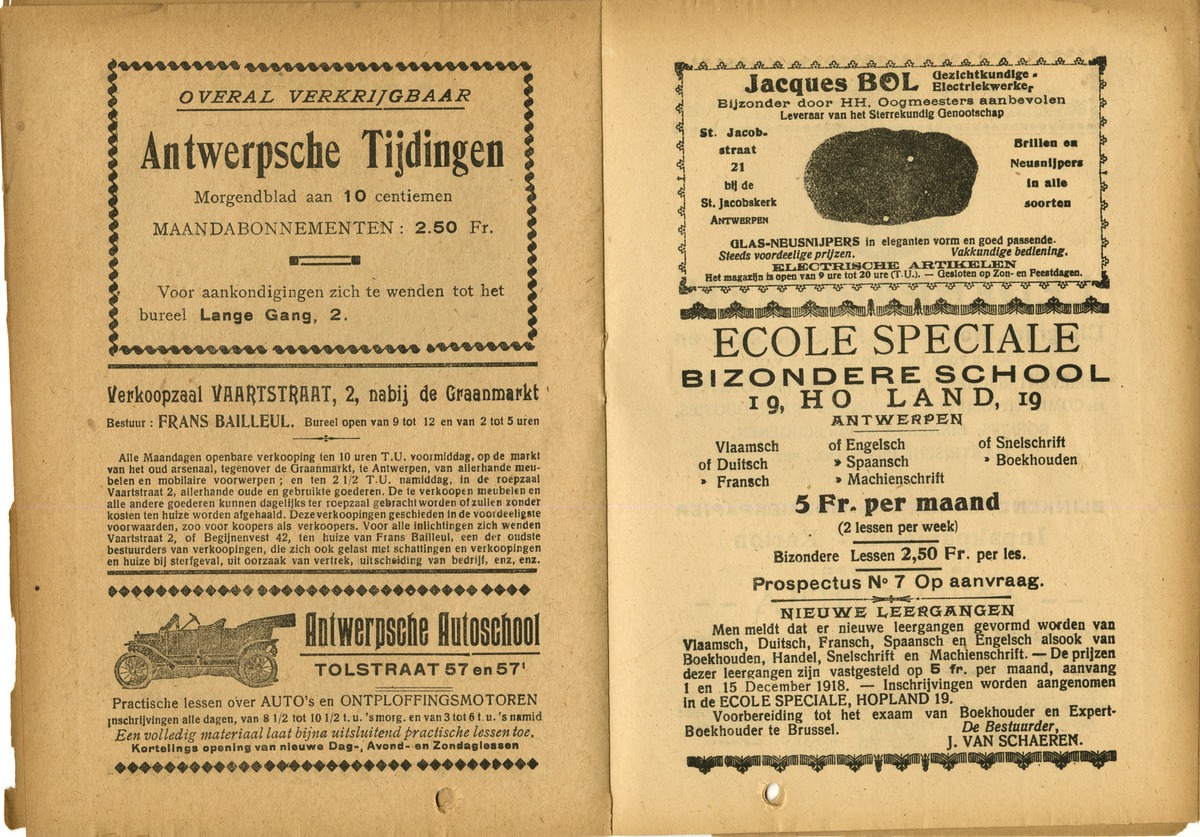 OVERAL VERKRIJGBAAR
Antwerpsche Tijdingen
Morgendblad aan 10 centiemen
MAANDABONNEMENTEN : 2.50 Fr.
Voor aankondigingen zich te wenden tot het
bureel Lange Gang, 2.
Verkoopzaal VAARTSTRAAT, 2, nabij de Graanmarkt
Bestuur : FRANS BAILLEUL. Bureel open van 9 tot 12 en van 2 tot 5 uren
Alle Maandagen openbare verkooping ten 10 uren T.U. voormiddag, op de markt
van het oud arsenaal, tegenover de Graanmarkt, te Antwerpen, van allerhande meu-
belen en mobilaire voorwerpen ; en ten 2 1/2 T.U. namiddag, in de roepzaal
Vaartstraat 2, allerhande oude en gebruikte goederen. De te verkoopen meubelen en
alle andere goederen kunnen dagelijks ter roepzaal gebracht worden of zullen zonder
kosten ten huize worden afgehaald. Deze verkoopingen geschieden in de voordeeligste
voorwaarden, zoo voor koopers als verkoopers. Voor alle inlichtingen zich wenden
Vaartstraat 2, of Begijnenvest 42, ten huize van Frans Bailleul, een der oudste
bestuurders van verkoopingen, die zich ook gelast met schattingen en verkoopingen
en huize bij sterfgeval, uit oorzaak van vertrek, uitscheiding van bedrijf, enz, enz.
Antwerpsche Autoschool
TOLSTRAAT 57 en 57¹
Practische lessen over AUTO's en ONTPLOFFINGSMOTOREN
Inschrijvingen alle dagen, van 8 1/2 tot 10 1/2 t. u. 's morg. en van 3 tot 6 t. u. 's namid
Een volledig materiaal laat bijna uitsluitend practische lessen toe.
Kortelings opening van nieuwe Dag-, Avond- en Zondaglessen
Jacques BOL Gezichtkundige -
Electriekwerker
Bijzonder door HH. Oogmeesters aanbevolen
Leveraar van het Sterrekundig Genootschap
St. Jacob-
straat
21
bij de
St. Jacobskerk
ANTWERPEN
Brillen en
Neusnijpers
in alle
soorten
GLAS-NEUSNIJPERS in eleganten vorm en goed passende.
Steeds voordeelige prijzen. Vakkundige bediening.
ELECTRISCHE ARTIKELEN
Het magazijn is open van 9 ure tot 20 ure (T.U.). — Gesloten op Zon- en Feestdagen.
ECOLE SPECIALE
BIZONDERE SCHOOL
19, HO LAND, 19
ANTWERPEN
Vlaamsch of Engelsch of Snelschrift
of Duitsch » Spaansch » Boekhouden
» Fransch » Machienschrift
5 Fr. per maand
(2 lessen per week)
Bizondere Lessen 2,50 Fr. per les.
Prospectus No 7 Op aanvraag.
NIEUWE LEERGANGEN
Men meldt dat er nieuwe leergangen gevormd worden van
Vlaamsch, Duitsch, Fransch, Spaansch en Engelsch alsook van
Boekhouden, Handel, Snelschrift en Machienschrift. — De prijzen
dezer leergangen zijn vastgesteld op 5 fr. per maand, aanvang
1 en 15 December 1918. — Inschrijvingen worden aangenomen
in de ECOLE SPECIALE, HOPLAND 19.
Voorbereiding tot het exaam van Boekhouder en Expert-
Boekhouder te Brussel. De Bestuurder,
J. VAN SCHAEREN.